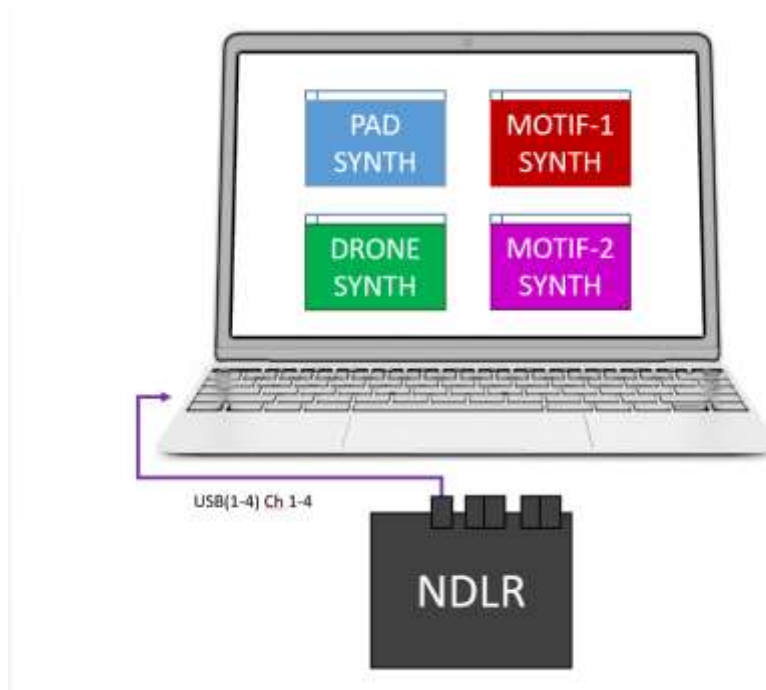 PAD
SYNTH
MOTIF-1
SYNTH
DRONE
SYNTH
MOTIF-2
SYNTH
USB(1-4) Ch 1-4
NDLR